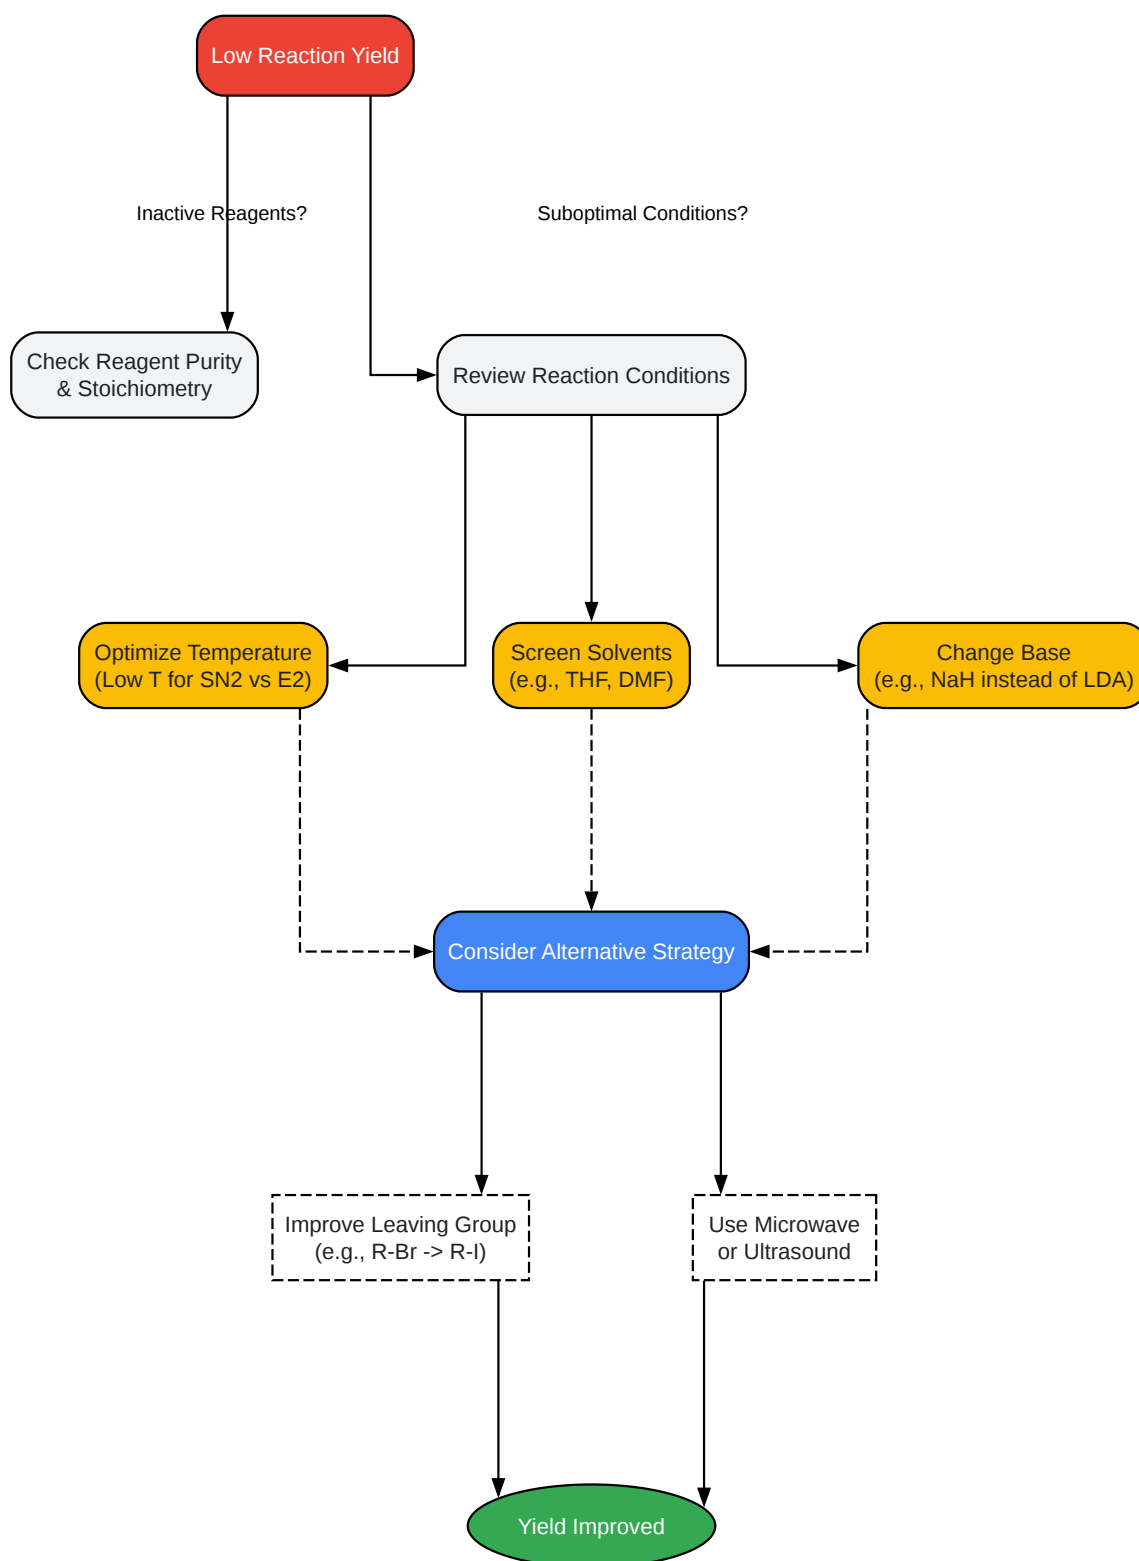 Low Reaction Yield
Inactive Reagents?
Suboptimal Conditions?
Check Reagent Purity
& Stoichiometry
Review Reaction Conditions
Optimize Temperature
(Low T for SN2 vs E2)
Screen Solvents
(e.g., THF, DMF)
Change Base
(e.g., NaH instead of LDA)
Consider Alternative Strategy
Improve Leaving Group
(e.g., R-Br -> R-I)
Use Microwave
or Ultrasound
Yield Improved